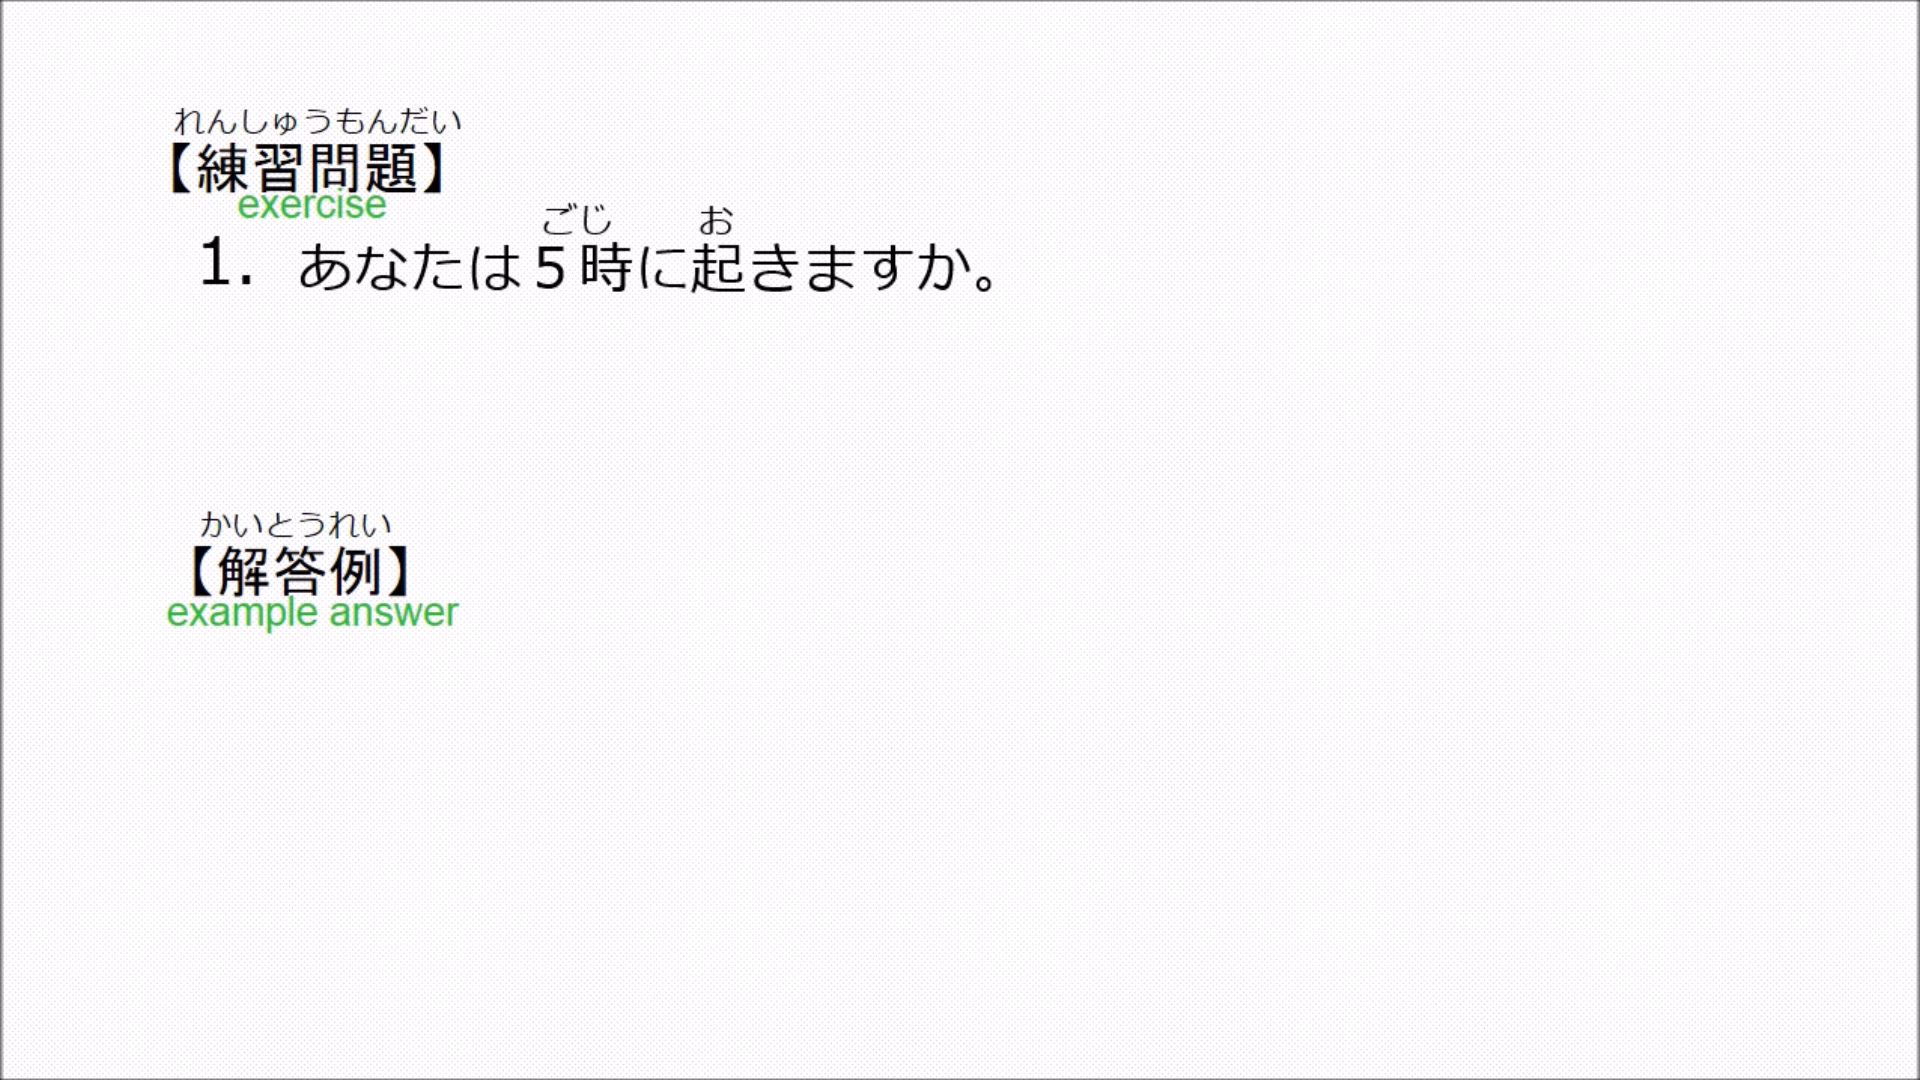 れんしゅうもんだい
【練習問題】
exercise
ごじ お
1. あなたは5時に起きますか。
かいとうれい
【解答例】
example answer